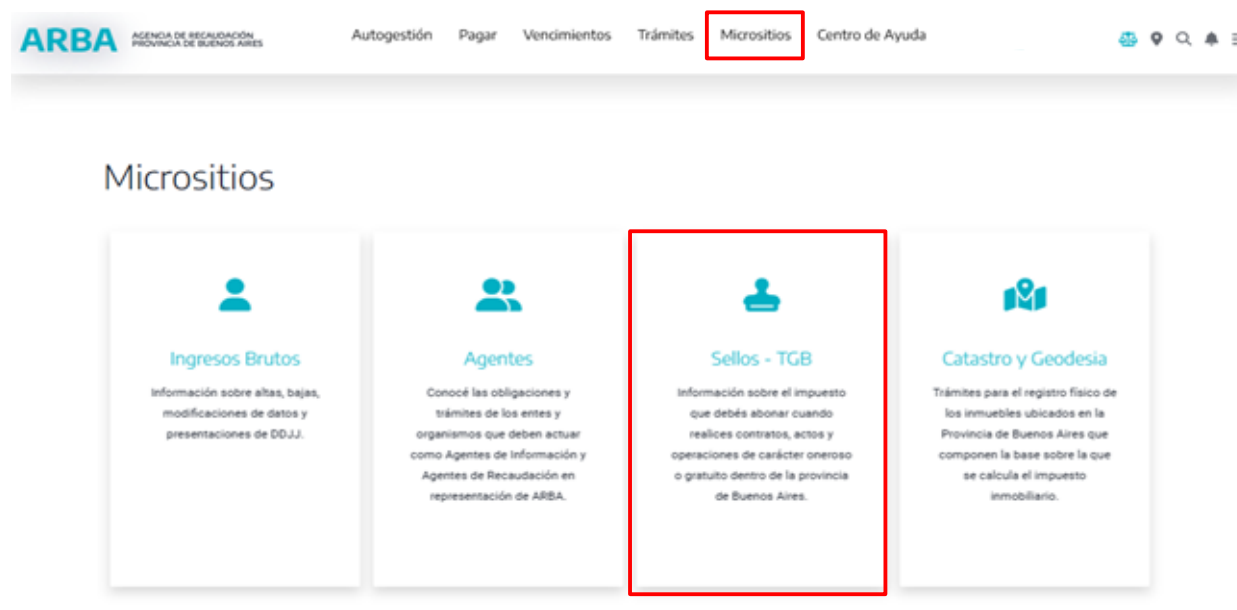 ARBA
AGENCIA DE RECAUDACIÓN
PROVINCIA DE BUENOS AIRES
Autogestión Pagar Vencimientos Trámites Micrositios Centro de Ayuda
Micrositios
Ingresos Brutos
Información sobre altas, bajas,
modificaciones de datos y
presentaciones de DDJJ.
Agentes
Conocé las obligaciones y
trámites de los entes y
organismos que deben actuar
como Agentes de Información y
Agentes de Recaudación en
representación de ARBA.
Sellos - TGB
Información sobre el impuesto
que debés abonar cuando
realices contratos, actos y
operaciones de carácter oneroso
o gratuito dentro de la provincia
de Buenos Aires.
Catastro y Geodesia
Trámites para el registro físico de
los inmuebles ubicados en la
Provincia de Buenos Aires que
componen la base sobre la que
se calcula el impuesto
inmobiliario.